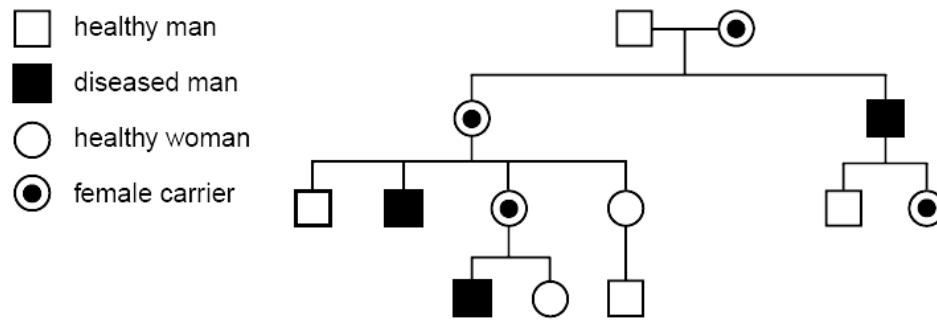 healthy man
diseased man
healthy woman
female carrier